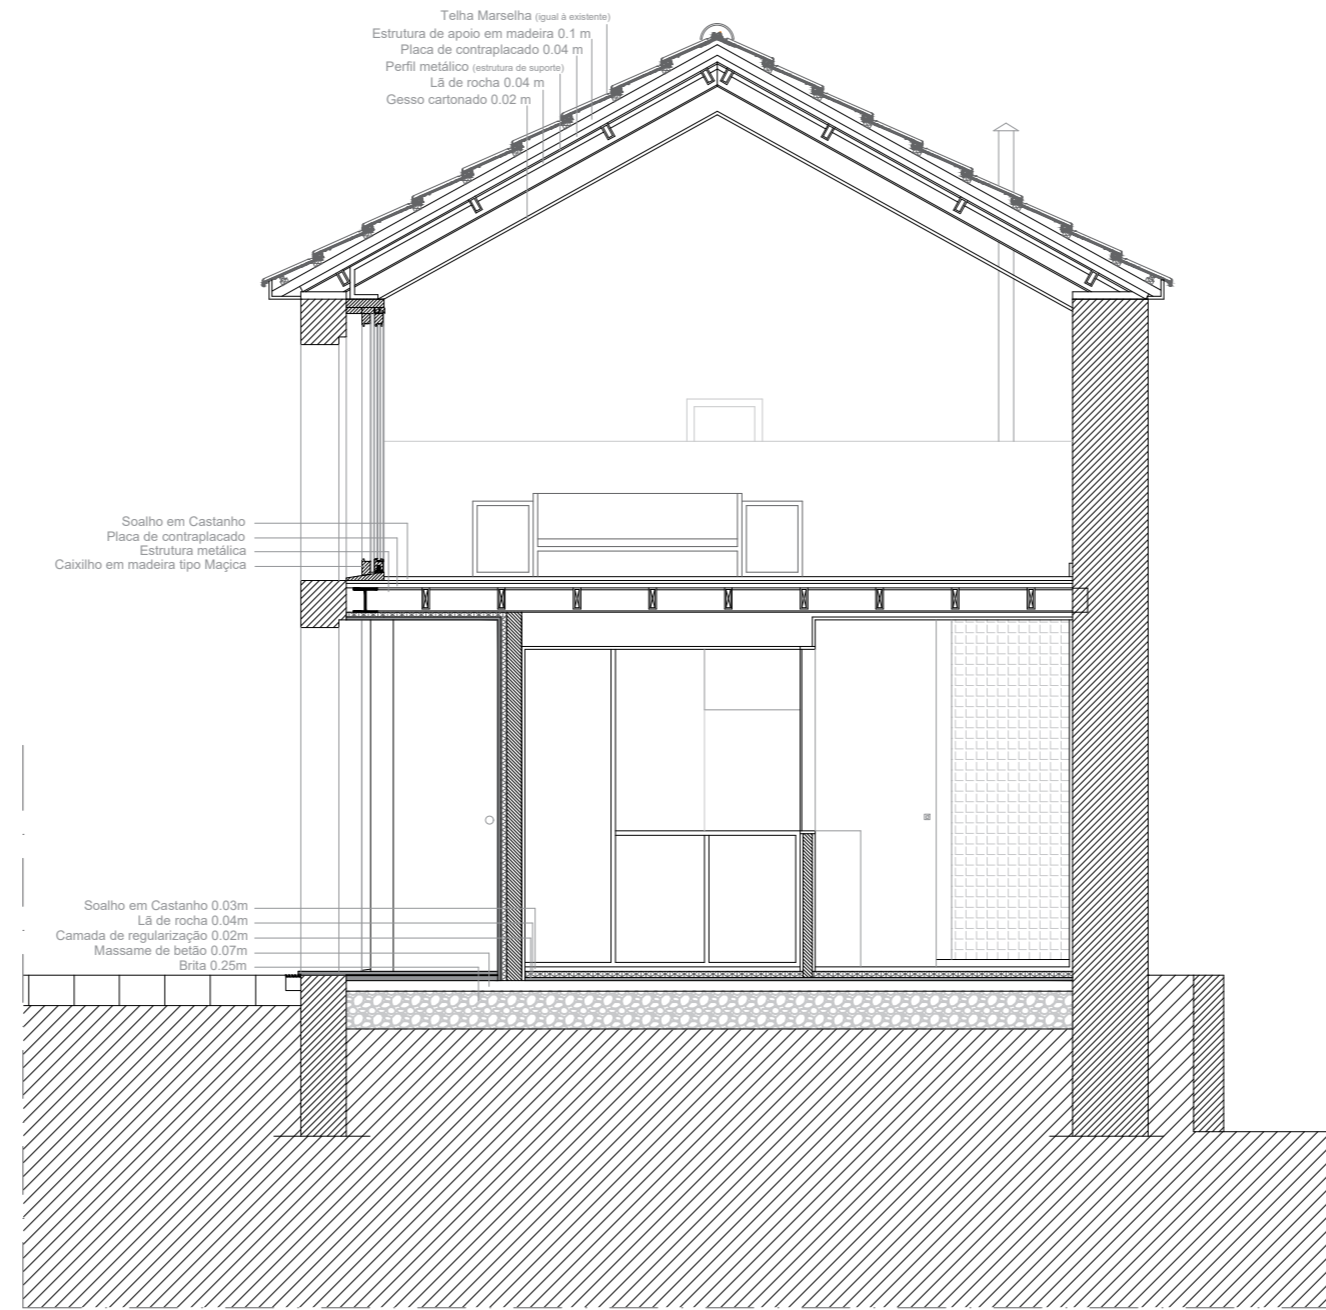 Telha Marselha (igual à existente)
Estrutura de apoio em madeira 0.1 m
Placa de contraplacado 0.04 m
Perfil metálico (estrutura de suporte)
Lã de rocha 0.04 m
Gesso cartonado 0.02 m
Soalho em Castanho
Placa de contraplacado
Estrutura metálica
Caixilho em madeira tipo Maçica
Soalho em Castanho 0.03m
Lã de rocha 0.04m
Camada de regularização 0.02m
Massame de betão 0.07m
Brita 0.25m